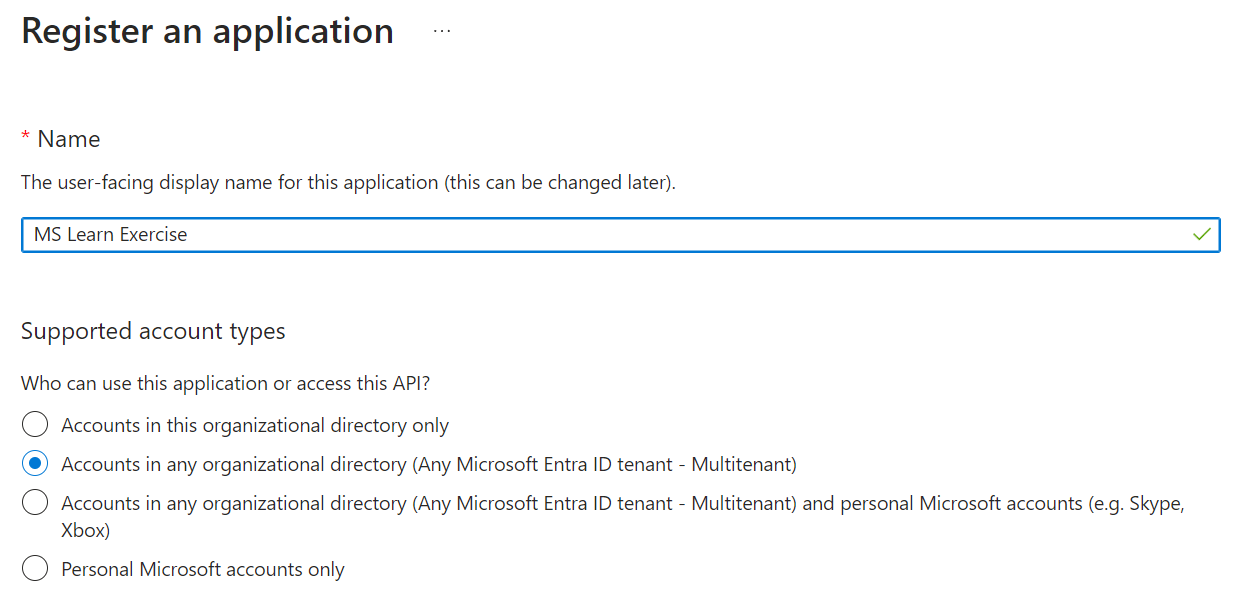 Register an application ...
* Name
The user-facing display name for this application (this can be changed later).
MS Learn Exercise
Supported account types
Who can use this application or access this API?
Accounts in this organizational directory only
Accounts in any organizational directory (Any Microsoft Entra ID tenant - Multitenant)
Accounts in any organizational directory (Any Microsoft Entra ID tenant - Multitenant) and personal Microsoft accounts (e.g. Skype,
Xbox)
Personal Microsoft accounts only